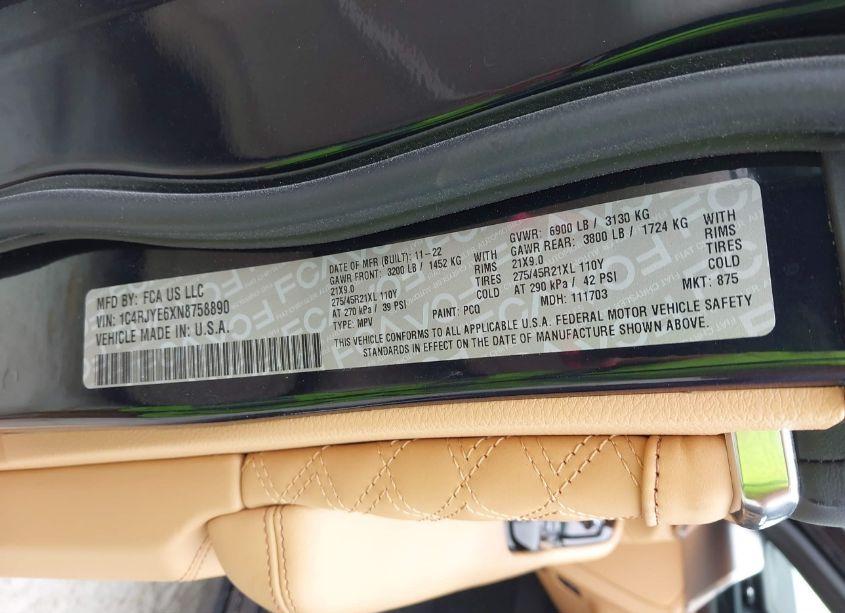 MFD BY: FCA US LLC
VIN: 1C4RJYE6XN8758890
VEHICLE MADE IN: U.S.A.
DATE OF MFR (BUILT): 11-22
GAWR FRONT: 3200 LB / 1452 KG WITH
21X9.0 RIMS
275/45R21XL 110Y TIRES
AT 270 kPa / 39 PSI COLD
TYPE: MPV PAINT: PCQ
GVWR: 6900 LB / 3130 KG
GAWR REAR: 3800 LB / 1724 KG WITH
21X9.0 RIMS
275/45R21XL 110Y TIRES
AT 290 kPa / 42 PSI COLD
MDH: 111703 MKT: 875
THIS VEHICLE CONFORMS TO ALL APPLICABLE U.S.A. FEDERAL MOTOR VEHICLE SAFETY
STANDARDS IN EFFECT ON THE DATE OF MANUFACTURE SHOWN ABOVE.